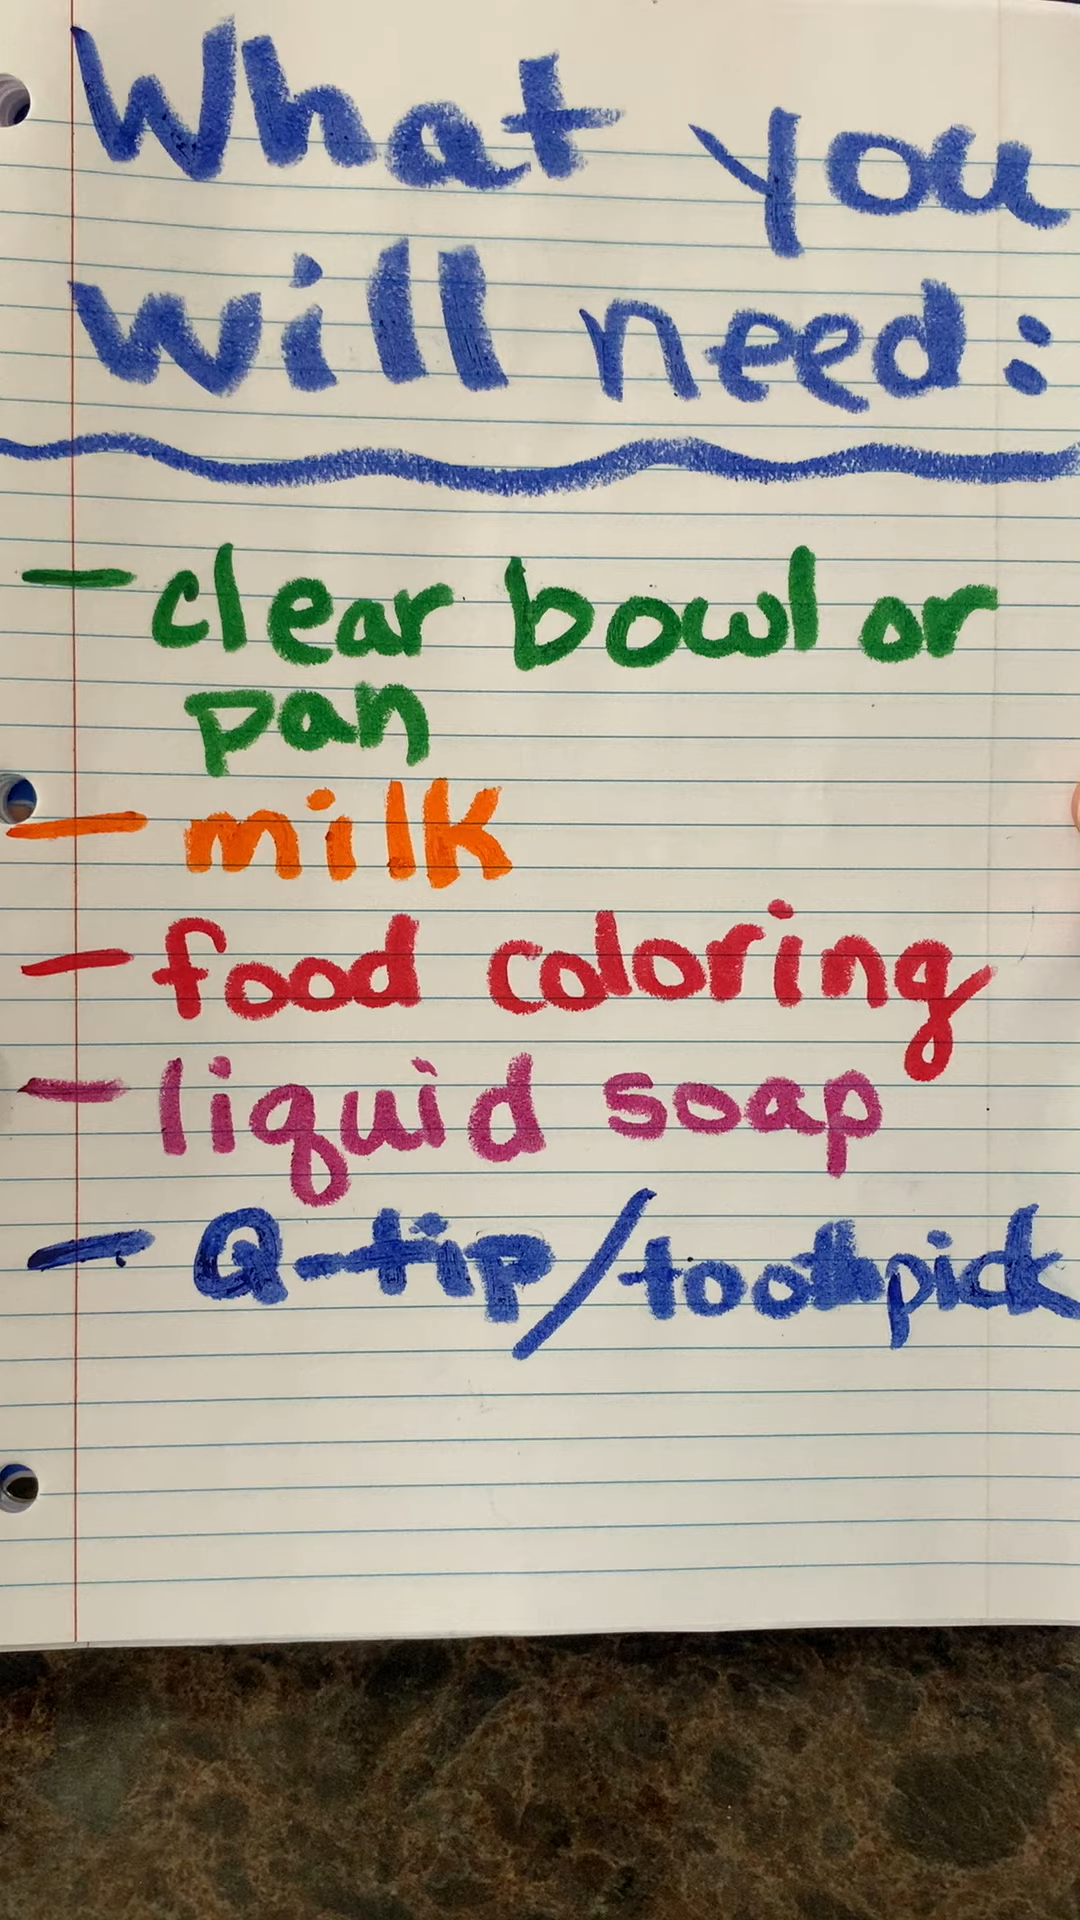 What you
will need:
- clear bowl or
pan
- milk
- food coloring
- liquid soap
- Q-tip/toothpick